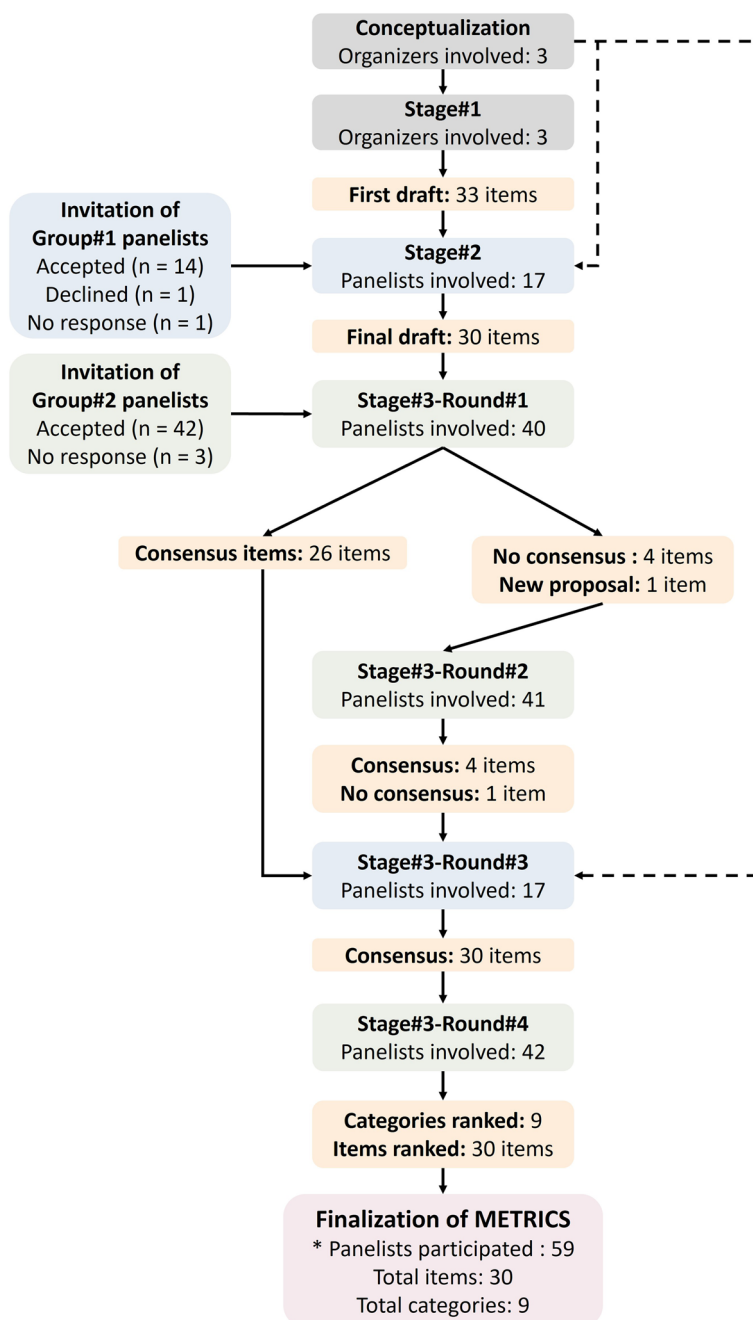 Conceptualization
Organizers involved: 3
Stage#1
Organizers involved: 3
First draft: 33 items
Invitation of
Group#1 panelists
Accepted (n = 14)
Declined (n = 1)
No response (n = 1)
Stage#2
Panelists involved: 17
Final draft: 30 items
Invitation of
Group#2 panelists
Accepted (n = 42)
No response (n = 3)
Stage#3-Round#1
Panelists involved: 40
Consensus items: 26 items
No consensus : 4 items
New proposal: 1 item
Stage#3-Round#2
Panelists involved: 41
Consensus: 4 items
No consensus: 1 item
Stage#3-Round#3
Panelists involved: 17
Consensus: 30 items
Stage#3-Round#4
Panelists involved: 42
Categories ranked: 9
Items ranked: 30 items
Finalization of METRICS
* Panelists participated : 59
Total items: 30
Total categories: 9